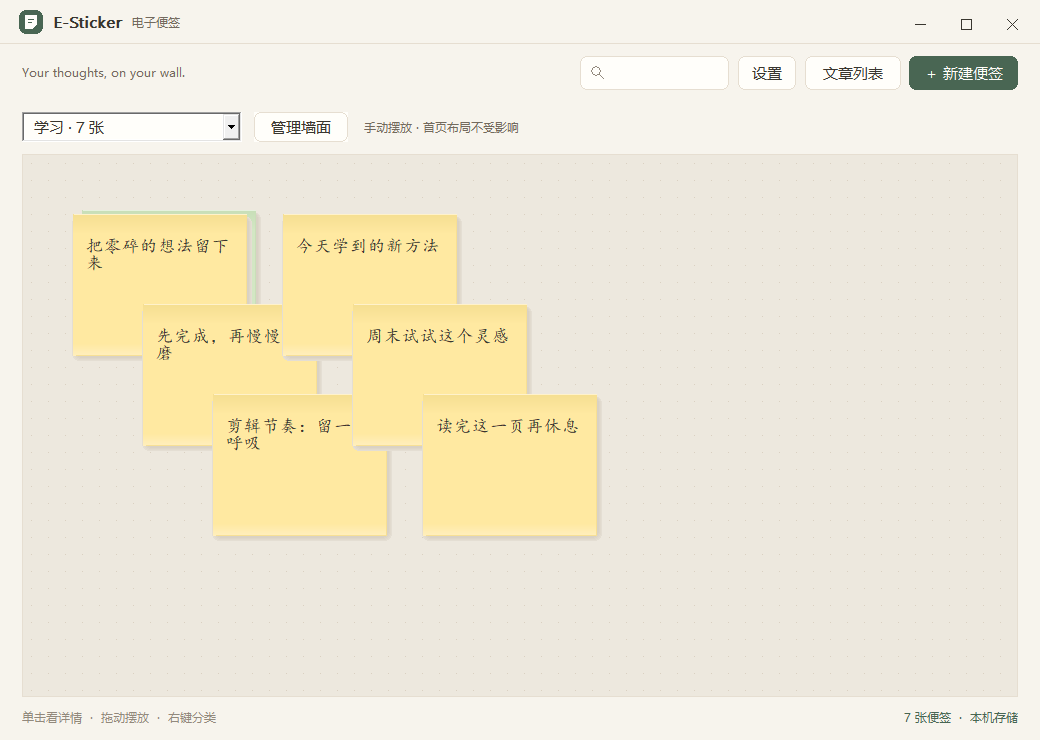 E-Sticker 电子便签
Your thoughts, on your wall.
设置
文章列表
+ 新建便签
学习 · 7 张
管理墙面
手动摆放 · 首页布局不受影响
把零碎的想法留下
来
今天学到的新方法
先完成，再慢慢
磨
周末试试这个灵感
剪辑节奏：留一
呼吸
读完这一页再休息
单击看详情 · 拖动摆放 · 右键分类
7 张便签 · 本机存储